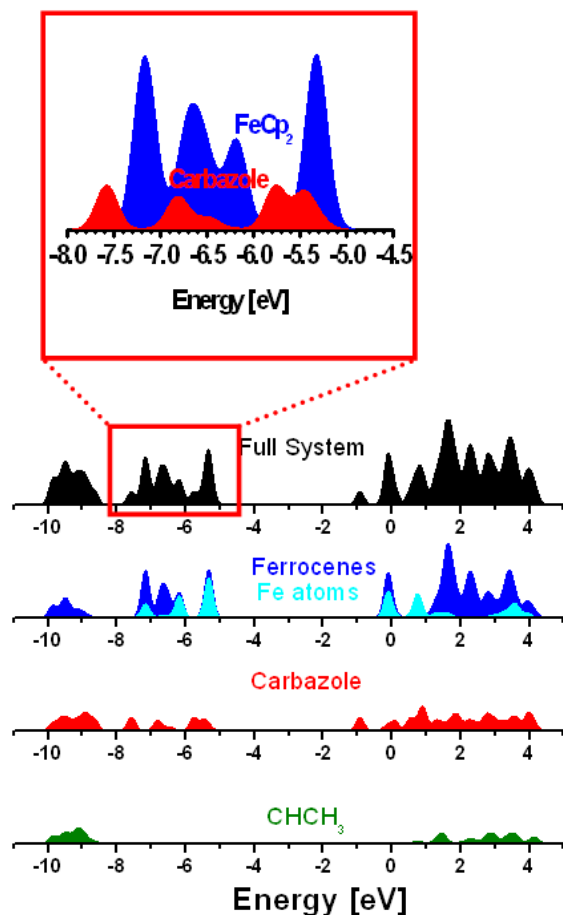 FeCp2
Carbazole
-8.0 -7.5 -7.0 -6.5 -6.0 -5.5 -5.0 -4.5
Energy [eV]
Full System
-10 -8 -6 -4 -2 0 2 4
Ferrocenes
Fe atoms
-10 -8 -6 -4 -2 0 2 4
Carbazole
-10 -8 -6 -4 -2 0 2 4
CHCH3
-10 -8 -6 -4 -2 0 2 4
Energy [eV]